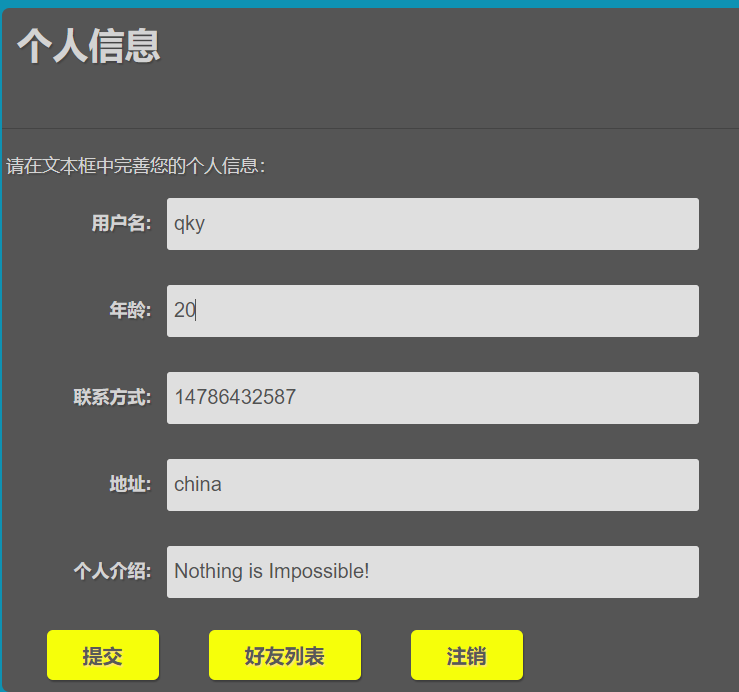 个人信息
请在文本框中完善您的个人信息：
用户名: qky
年龄: 20
联系方式: 14786432587
地址: china
个人介绍: Nothing is Impossible!
提交 好友列表 注销